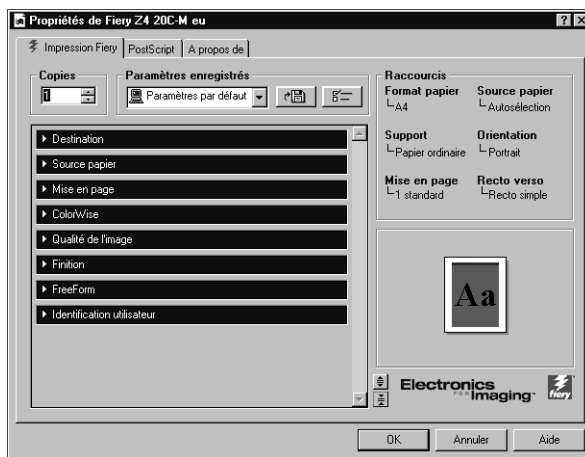 Propriétés de Fiery Z4 20C-M eu
Impression Fiery
PostScript
A propos de
Copies
1
Paramètres enregistrés
Paramètres par défaut
Destination
Source papier
Mise en page
ColorWise
Qualité de l'image
Finition
FreeForm
Identification utilisateur
Raccourcis
Format papier
A4
Source papier
Autosélection
Support
Papier ordinaire
Orientation
Portrait
Mise en page
1 standard
Recto verso
Recto simple
Aa
Electronics
FOR Imaging
fiery
OK
Annuler
Aide